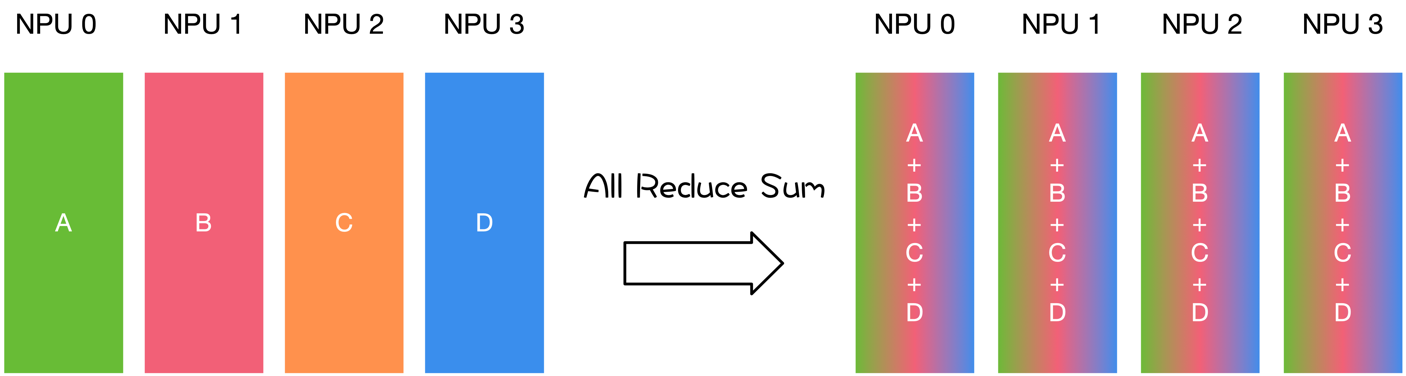 NPU 0 NPU 1 NPU 2 NPU 3 NPU 0 NPU 1 NPU 2 NPU 3
A B C D
All Reduce Sum
A A A A
+ + + +
B B B B
+ + + +
C C C C
+ + + +
D D D D